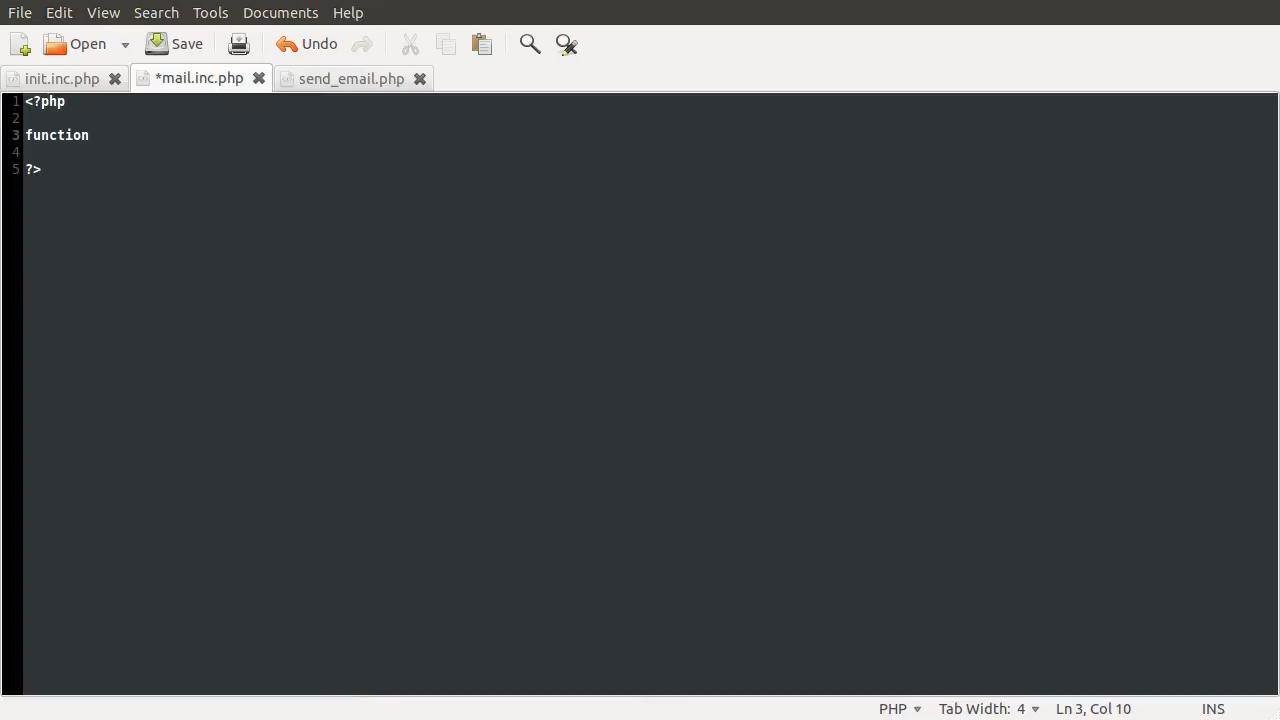 File Edit View Search Tools Documents Help
Open Save Undo
init.inc.php *mail.inc.php send_email.php
1 <?php
2
3 function
4
5 ?>
PHP Tab Width: 4 Ln 3, Col 10 INS